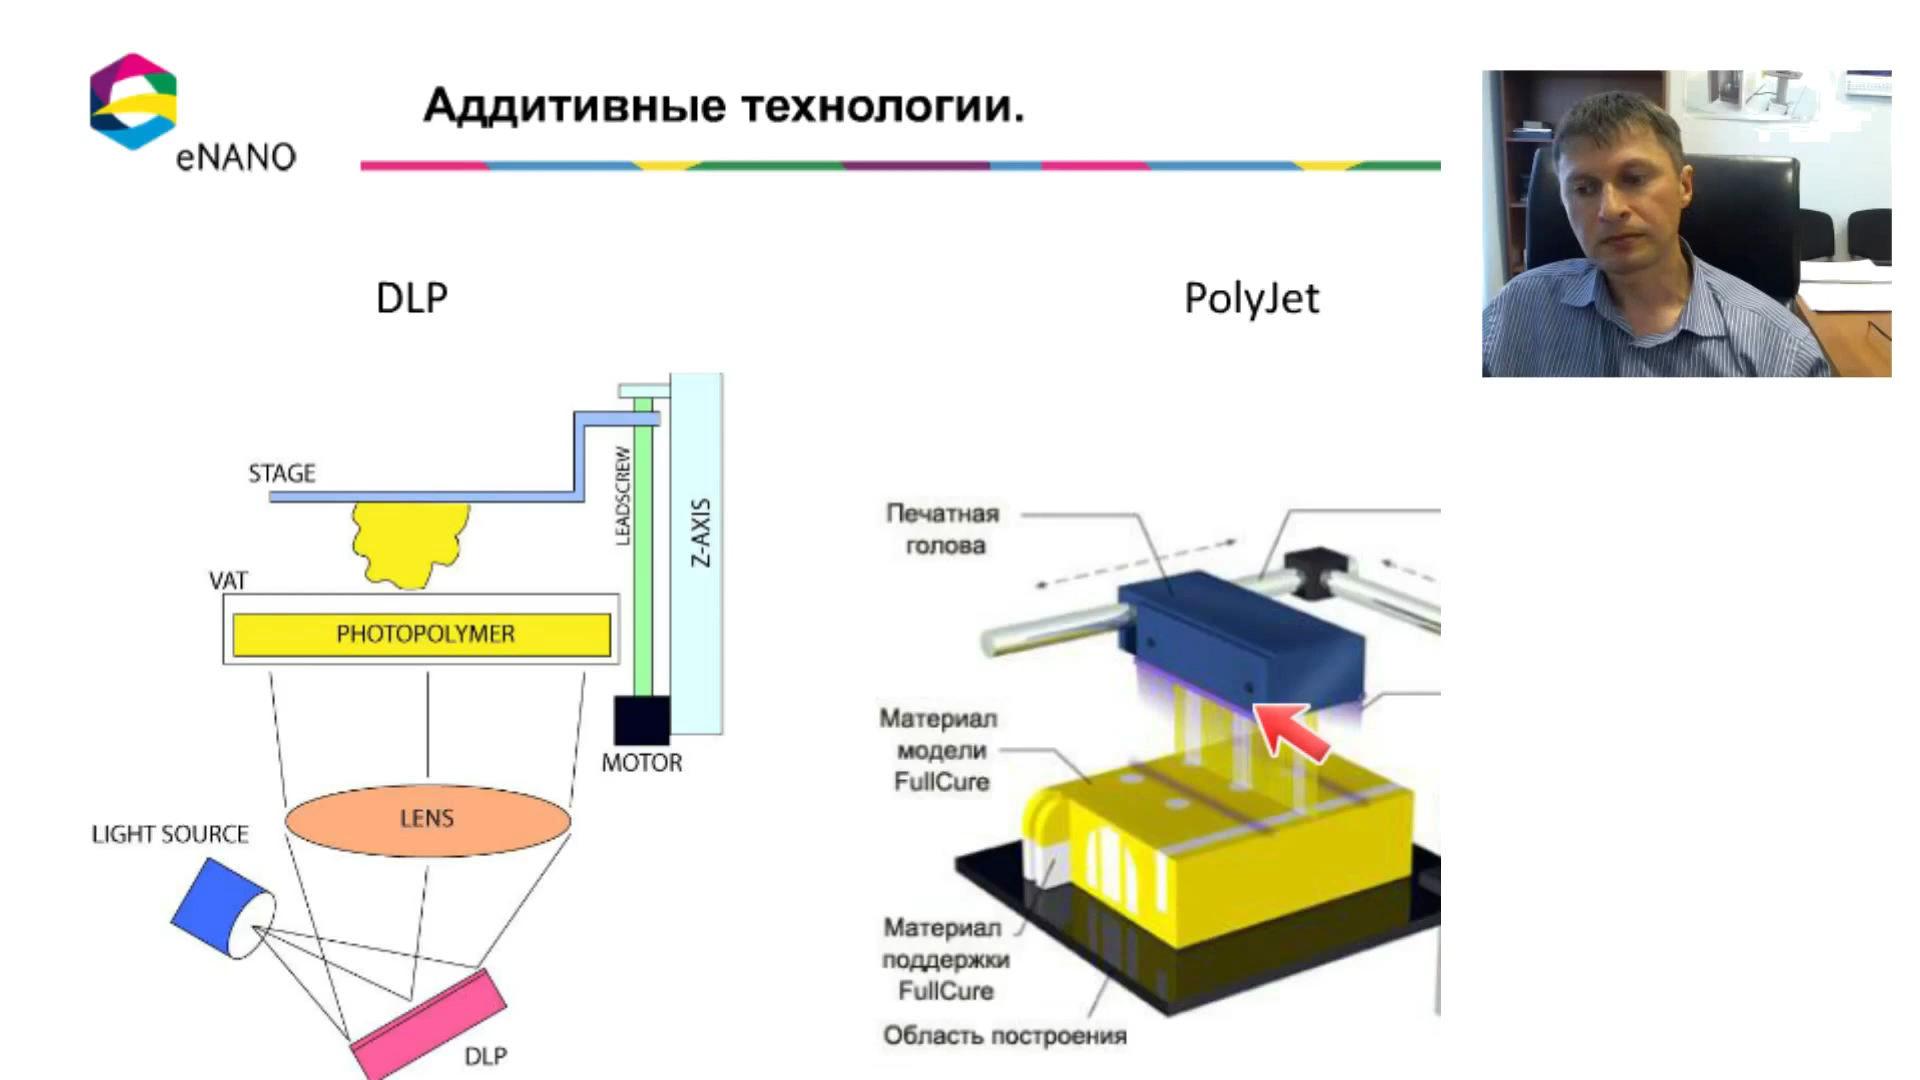 eNANO
Аддитивные технологии.
DLP
PolyJet
STAGE
LEADSCREW
Z-AXIS
VAT
PHOTOPOLYMER
MOTOR
LENS
LIGHT SOURCE
DLP
Печатная
голова
Материал
модели
FullCure
Материал
поддержки
FullCure
Область построения